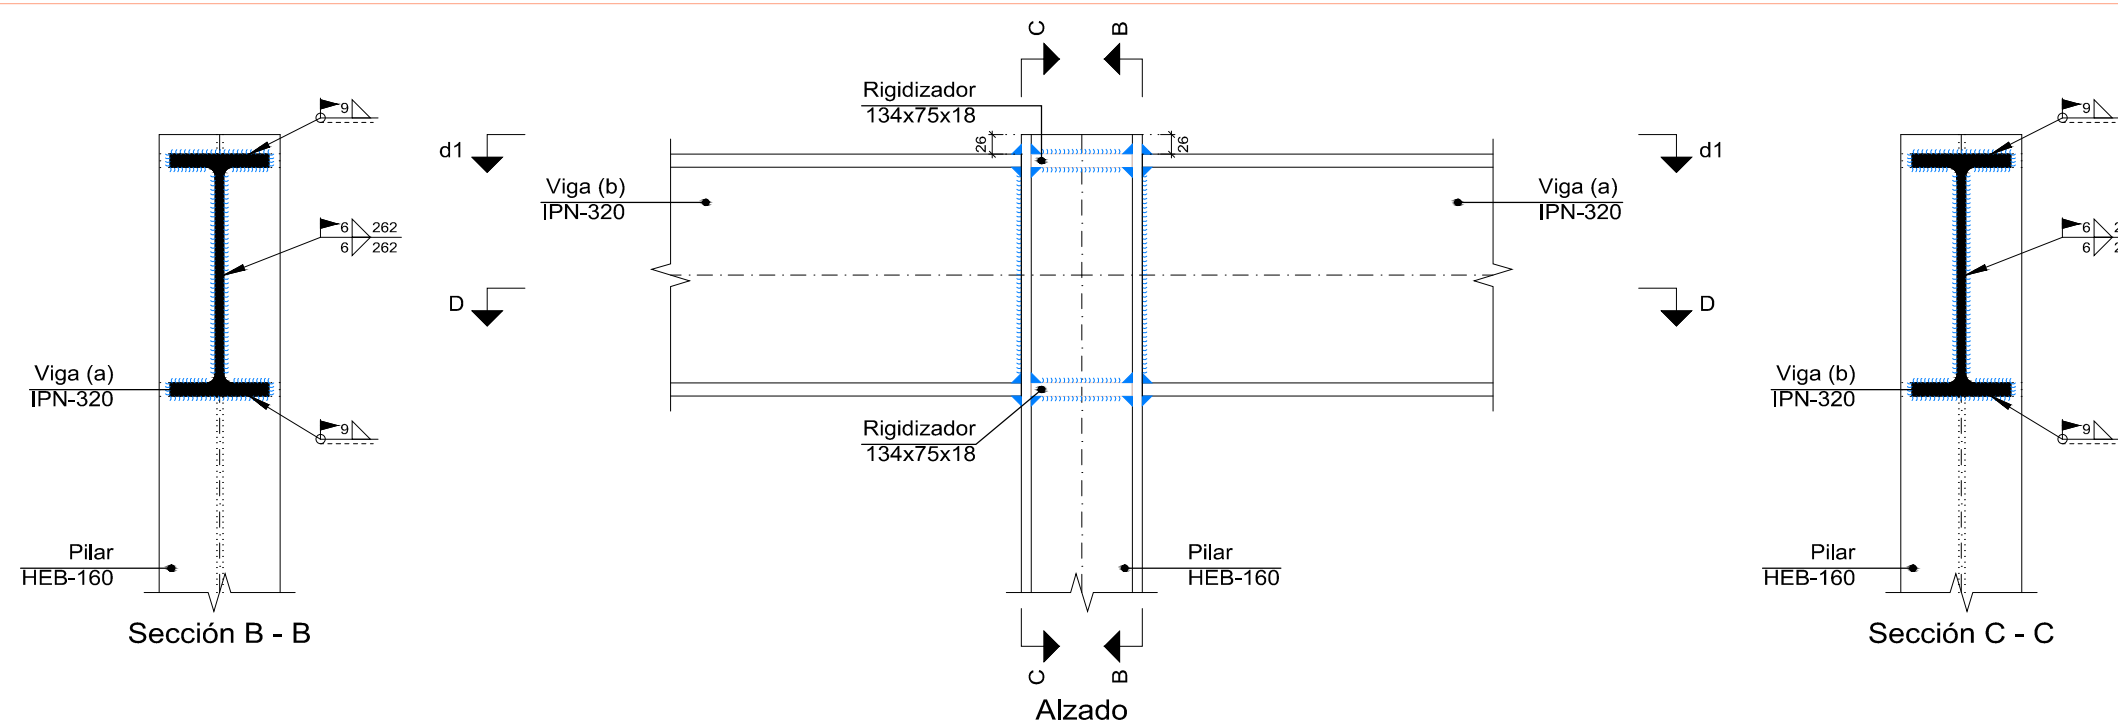 9
6 262
6 262
9
Viga (a)
IPN-320
Pilar
HEB-160
Sección B - B
d1
D
C
B
Rigidizador
134x75x18
26
26
Viga (b)
IPN-320
Viga (a)
IPN-320
Rigidizador
134x75x18
Pilar
HEB-160
C
B
Alzado
d1
D
9
6
6
9
Viga (b)
IPN-320
Pilar
HEB-160
Sección C - C